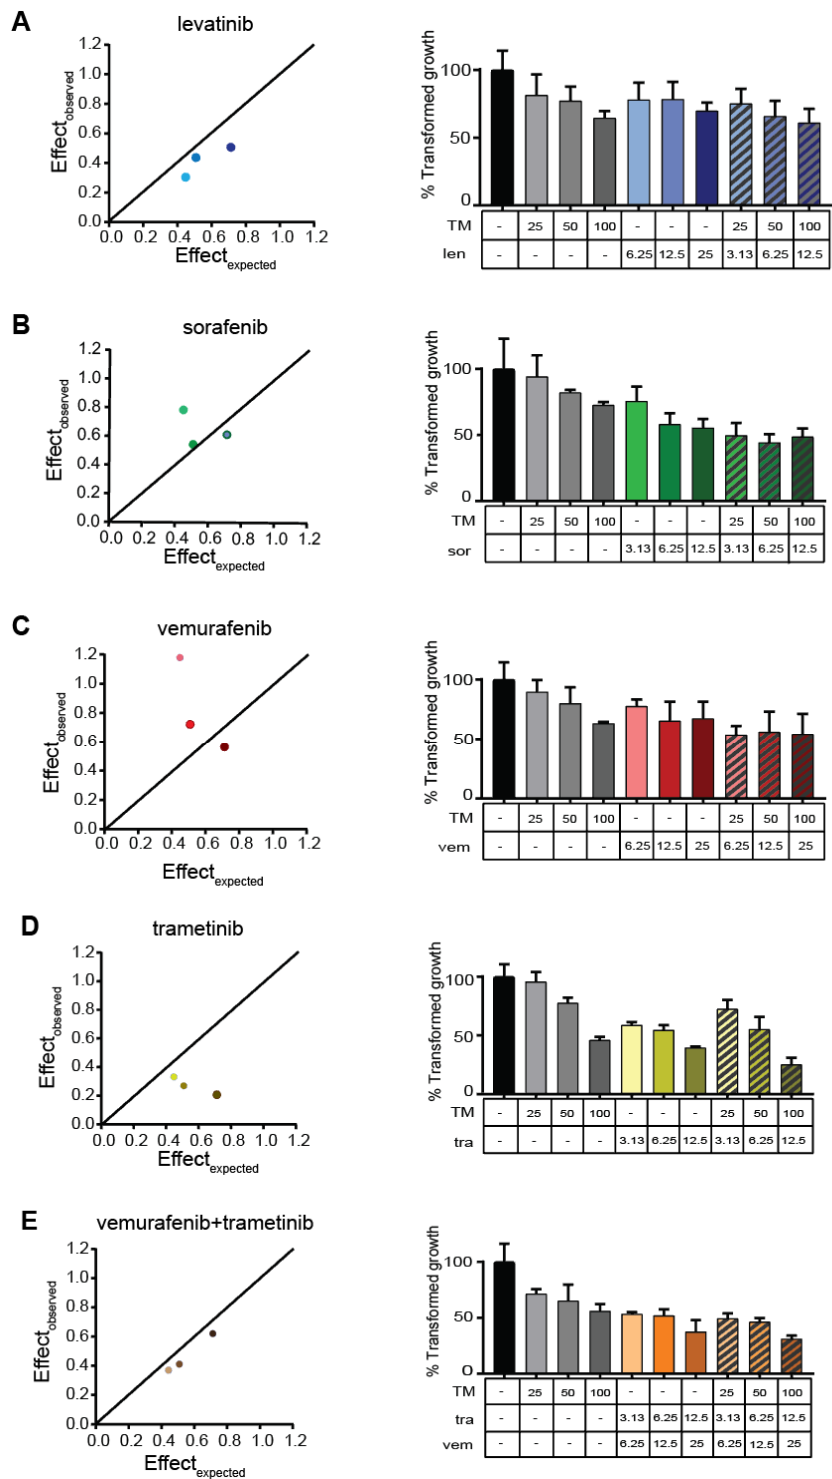 A
levatinib
Effectobserved
1.2
1.0
0.8
0.6
0.4
0.2
0.0
0.0 0.2 0.4 0.6 0.8 1.0 1.2
Effectexpected
% Transformed growth
100
50
0
TM - 25 50 100 - - - 25 50 100
len - - - - 6.25 12.5 25 3.13 6.25 12.5
B
sorafenib
Effectobserved
1.2
1.0
0.8
0.6
0.4
0.2
0.0
0.0 0.2 0.4 0.6 0.8 1.0 1.2
Effectexpected
% Transformed growth
100
50
0
TM - 25 50 100 - - - 25 50 100
sor - - - - 3.13 6.25 12.5 3.13 6.25 12.5
C
vemurafenib
Effectobserved
1.2
1.0
0.8
0.6
0.4
0.2
0.0
0.0 0.2 0.4 0.6 0.8 1.0 1.2
Effectexpected
% Transformed growth
100
50
0
TM - 25 50 100 - - - 25 50 100
vem - - - - 6.25 12.5 25 6.25 12.5 25
D
trametinib
Effectobserved
1.2
1.0
0.8
0.6
0.4
0.2
0.0
0.0 0.2 0.4 0.6 0.8 1.0 1.2
Effectexpected
% Transformed growth
100
50
0
TM - 25 50 100 - - - 25 50 100
tra - - - - 3.13 6.25 12.5 3.13 6.25 12.5
E
vemurafenib+trametinib
Effectobserved
1.2
1.0
0.8
0.6
0.4
0.2
0.0
0.0 0.2 0.4 0.6 0.8 1.0 1.2
Effectexpected
% Transformed growth
100
50
0
TM - 25 50 100 - - - 25 50 100
tra - - - - 3.13 6.25 12.5 3.13 6.25 12.5
vem - - - - 6.25 12.5 25 6.25 12.5 25